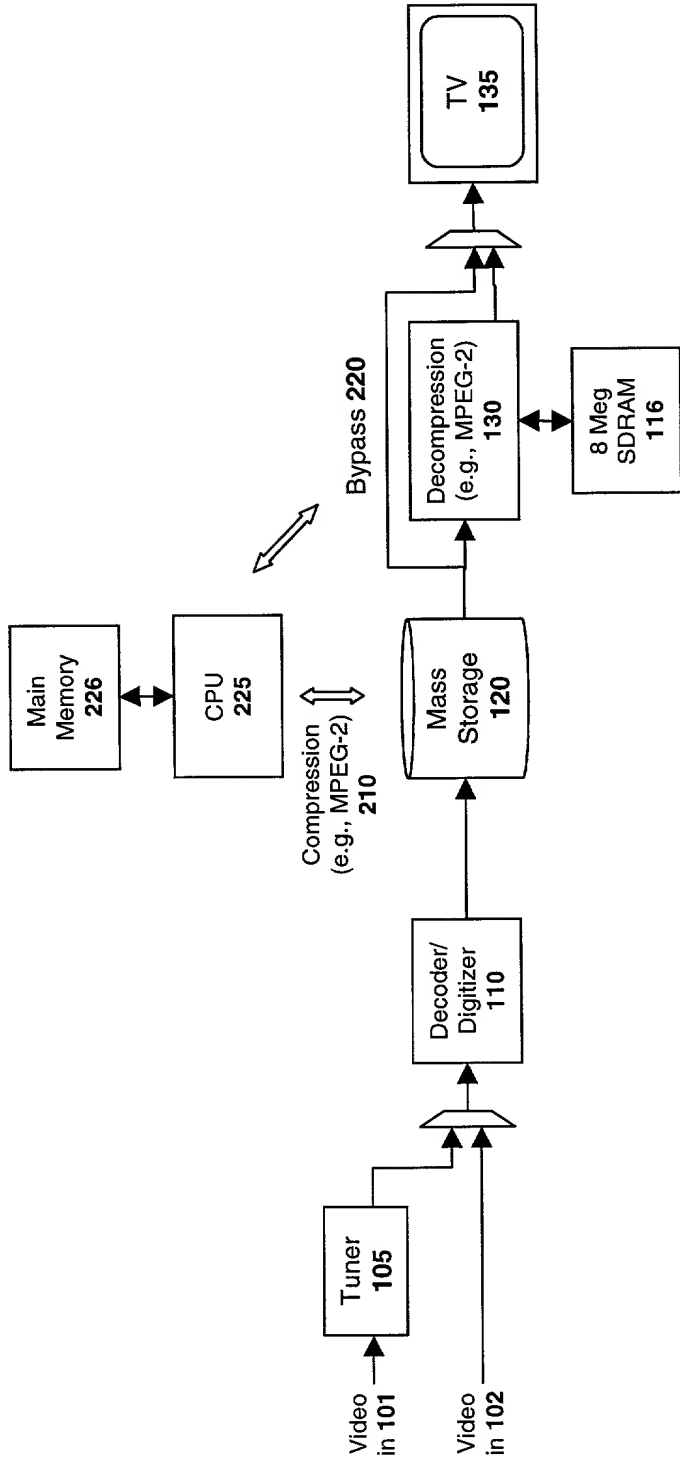 Video
in 101
Video
in 102
Tuner
105
Decoder/
Digitizer
110
Main
Memory
226
CPU
225
Compression
(e.g., MPEG-2)
210
Mass
Storage
120
Bypass 220
Decompression
(e.g., MPEG-2)
130
8 Meg
SDRAM
116
TV
135